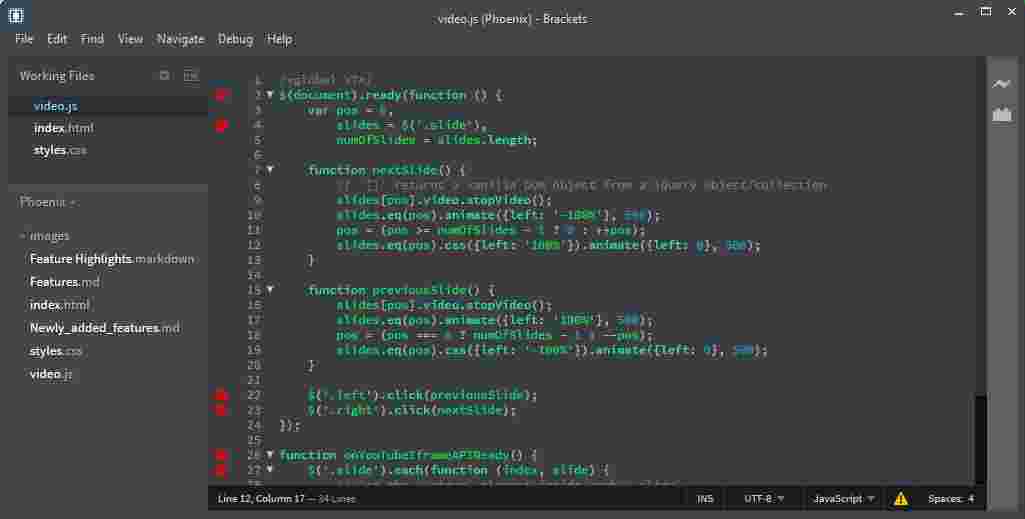 video.js (Phoenix) - Brackets
File Edit Find View Navigate Debug Help
Working Files
video.js
index.html
styles.css
Phoenix
images
Feature Highlights.markdown
Features.md
index.html
Newly_added_features.md
styles.css
video.js
1
2 $(document).ready(function () {
3 var pos =
4 slides = $('.slide'),
5 numOfSlides = slides.length;
6
7 function nextSlide() {
8 returns a vanilla DOM object from a jQuery object/collection
9 slides[pos].video.stopVideo();
10 slides.eq(pos).animate({left: '-100%'}, 500);
11 pos = (pos >= numOfSlides - 1 ? 0 : ++pos);
12 slides.eq(pos).css({left: '100%'}).animate({left: 0}, 500);
13 }
14
15 function previousSlide() {
16 slides[pos].video.stopVideo();
17 slides.eq(pos).animate({left: '100%'}, 500);
18 pos = (pos === 0 ? numOfSlides - 1 : --pos);
19 slides.eq(pos).css({left: '-100%'}).animate({left: 0}, 500);
20 }
21
22 $('.left').click(previousSlide);
23 $('.right').click(nextSlide);
24 });
25
26 function onYouTubeIframeAPIReady() {
27 $('.slide').each(function (index, slide) {
Line 12, Column 17 — 34 Lines INS UTF-8 JavaScript Spaces: 4